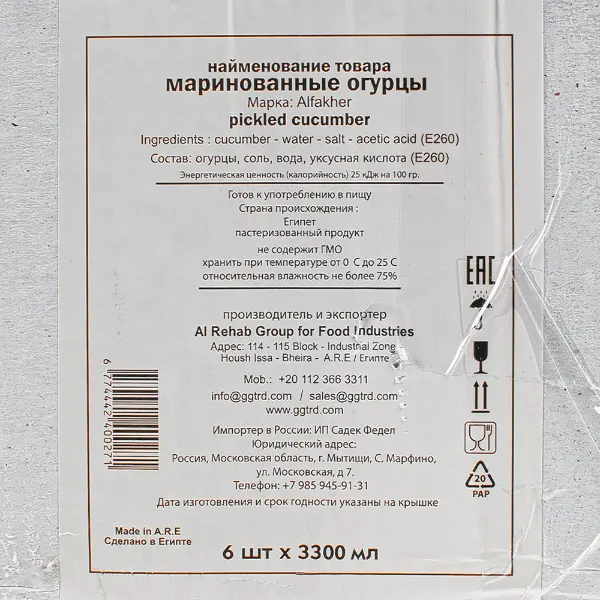 найменование товара
маринованные огурцы
Марка: Alfakher
pickled cucumber
Ingredients : cucumber - water - salt - acetic acid (E260)
Состав: огурцы, соль, вода, уксусная кислота (E260)
Энергетическая ценность (калорийность) 25 кДж на 100 гр.
Готов к употреблению в пищу
Страна происхождения :
Египет
пастеризованный продукт
не содержит ГМО
хранить при температуре от 0 C до 25 C
относительная влажность не более 75%
производитель и экспортер
Al Rehab Group for Food Industries
Адрес: 114 - 115 Block - Industrial Zone
Housh Issa - Bheira - A.R.E / Египте
Mob.: +20 112 366 3311
info@ggtrd.com / sales@ggtrd.com
www.ggtrd.com
Импортер в России: ИП Садек Федел
Юридический адрес:
Россия, Московская область, г. Мытищи, С. Марфино,
ул. Московская, д 7.
Телефон: +7 985 945-91-31
Дата изготовления и срок годности указаны на крышке
6 шт x 3300 мл
Made in A.R.E
Сделано в Египте
6 774442 400271
EAC
20
PAP